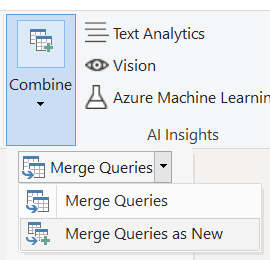 Combine
Text Analytics
Vision
Azure Machine Learnin
AI Insights
Merge Queries
Merge Queries
Merge Queries as New